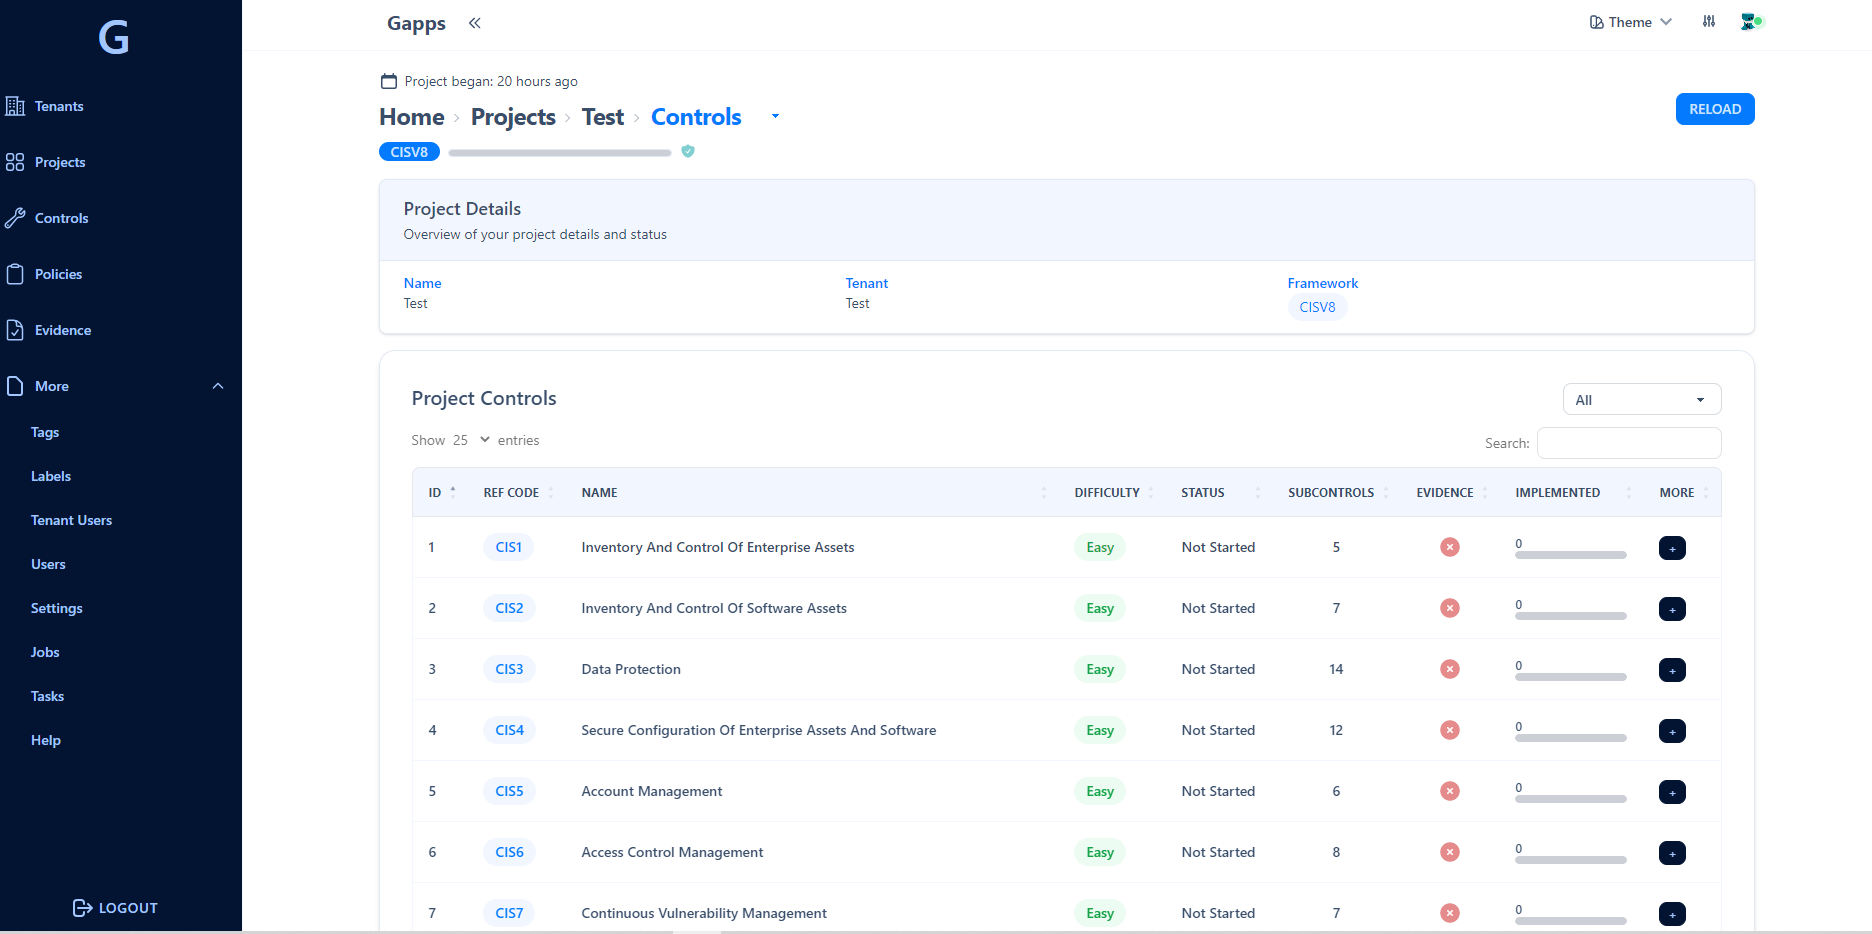 G
Tenants
Projects
Controls
Policies
Evidence
More
Tags
Labels
Tenant Users
Users
Settings
Jobs
Tasks
Help
LOGOUT
Gapps «
Theme
Project began: 20 hours ago
Home › Projects › Test › Controls
RELOAD
CISV8
Project Details
Overview of your project details and status
Name Tenant Framework
Test Test CISV8
Project Controls
All
Show 25 entries
Search:
ID REF CODE NAME DIFFICULTY STATUS SUBCONTROLS EVIDENCE IMPLEMENTED MORE
1 CIS1 Inventory And Control Of Enterprise Assets Easy Not Started 5 0 +
2 CIS2 Inventory And Control Of Software Assets Easy Not Started 7 0 +
3 CIS3 Data Protection Easy Not Started 14 0 +
4 CIS4 Secure Configuration Of Enterprise Assets And Software Easy Not Started 12 0 +
5 CIS5 Account Management Easy Not Started 6 0 +
6 CIS6 Access Control Management Easy Not Started 8 0 +
7 CIS7 Continuous Vulnerability Management Easy Not Started 7 0 +